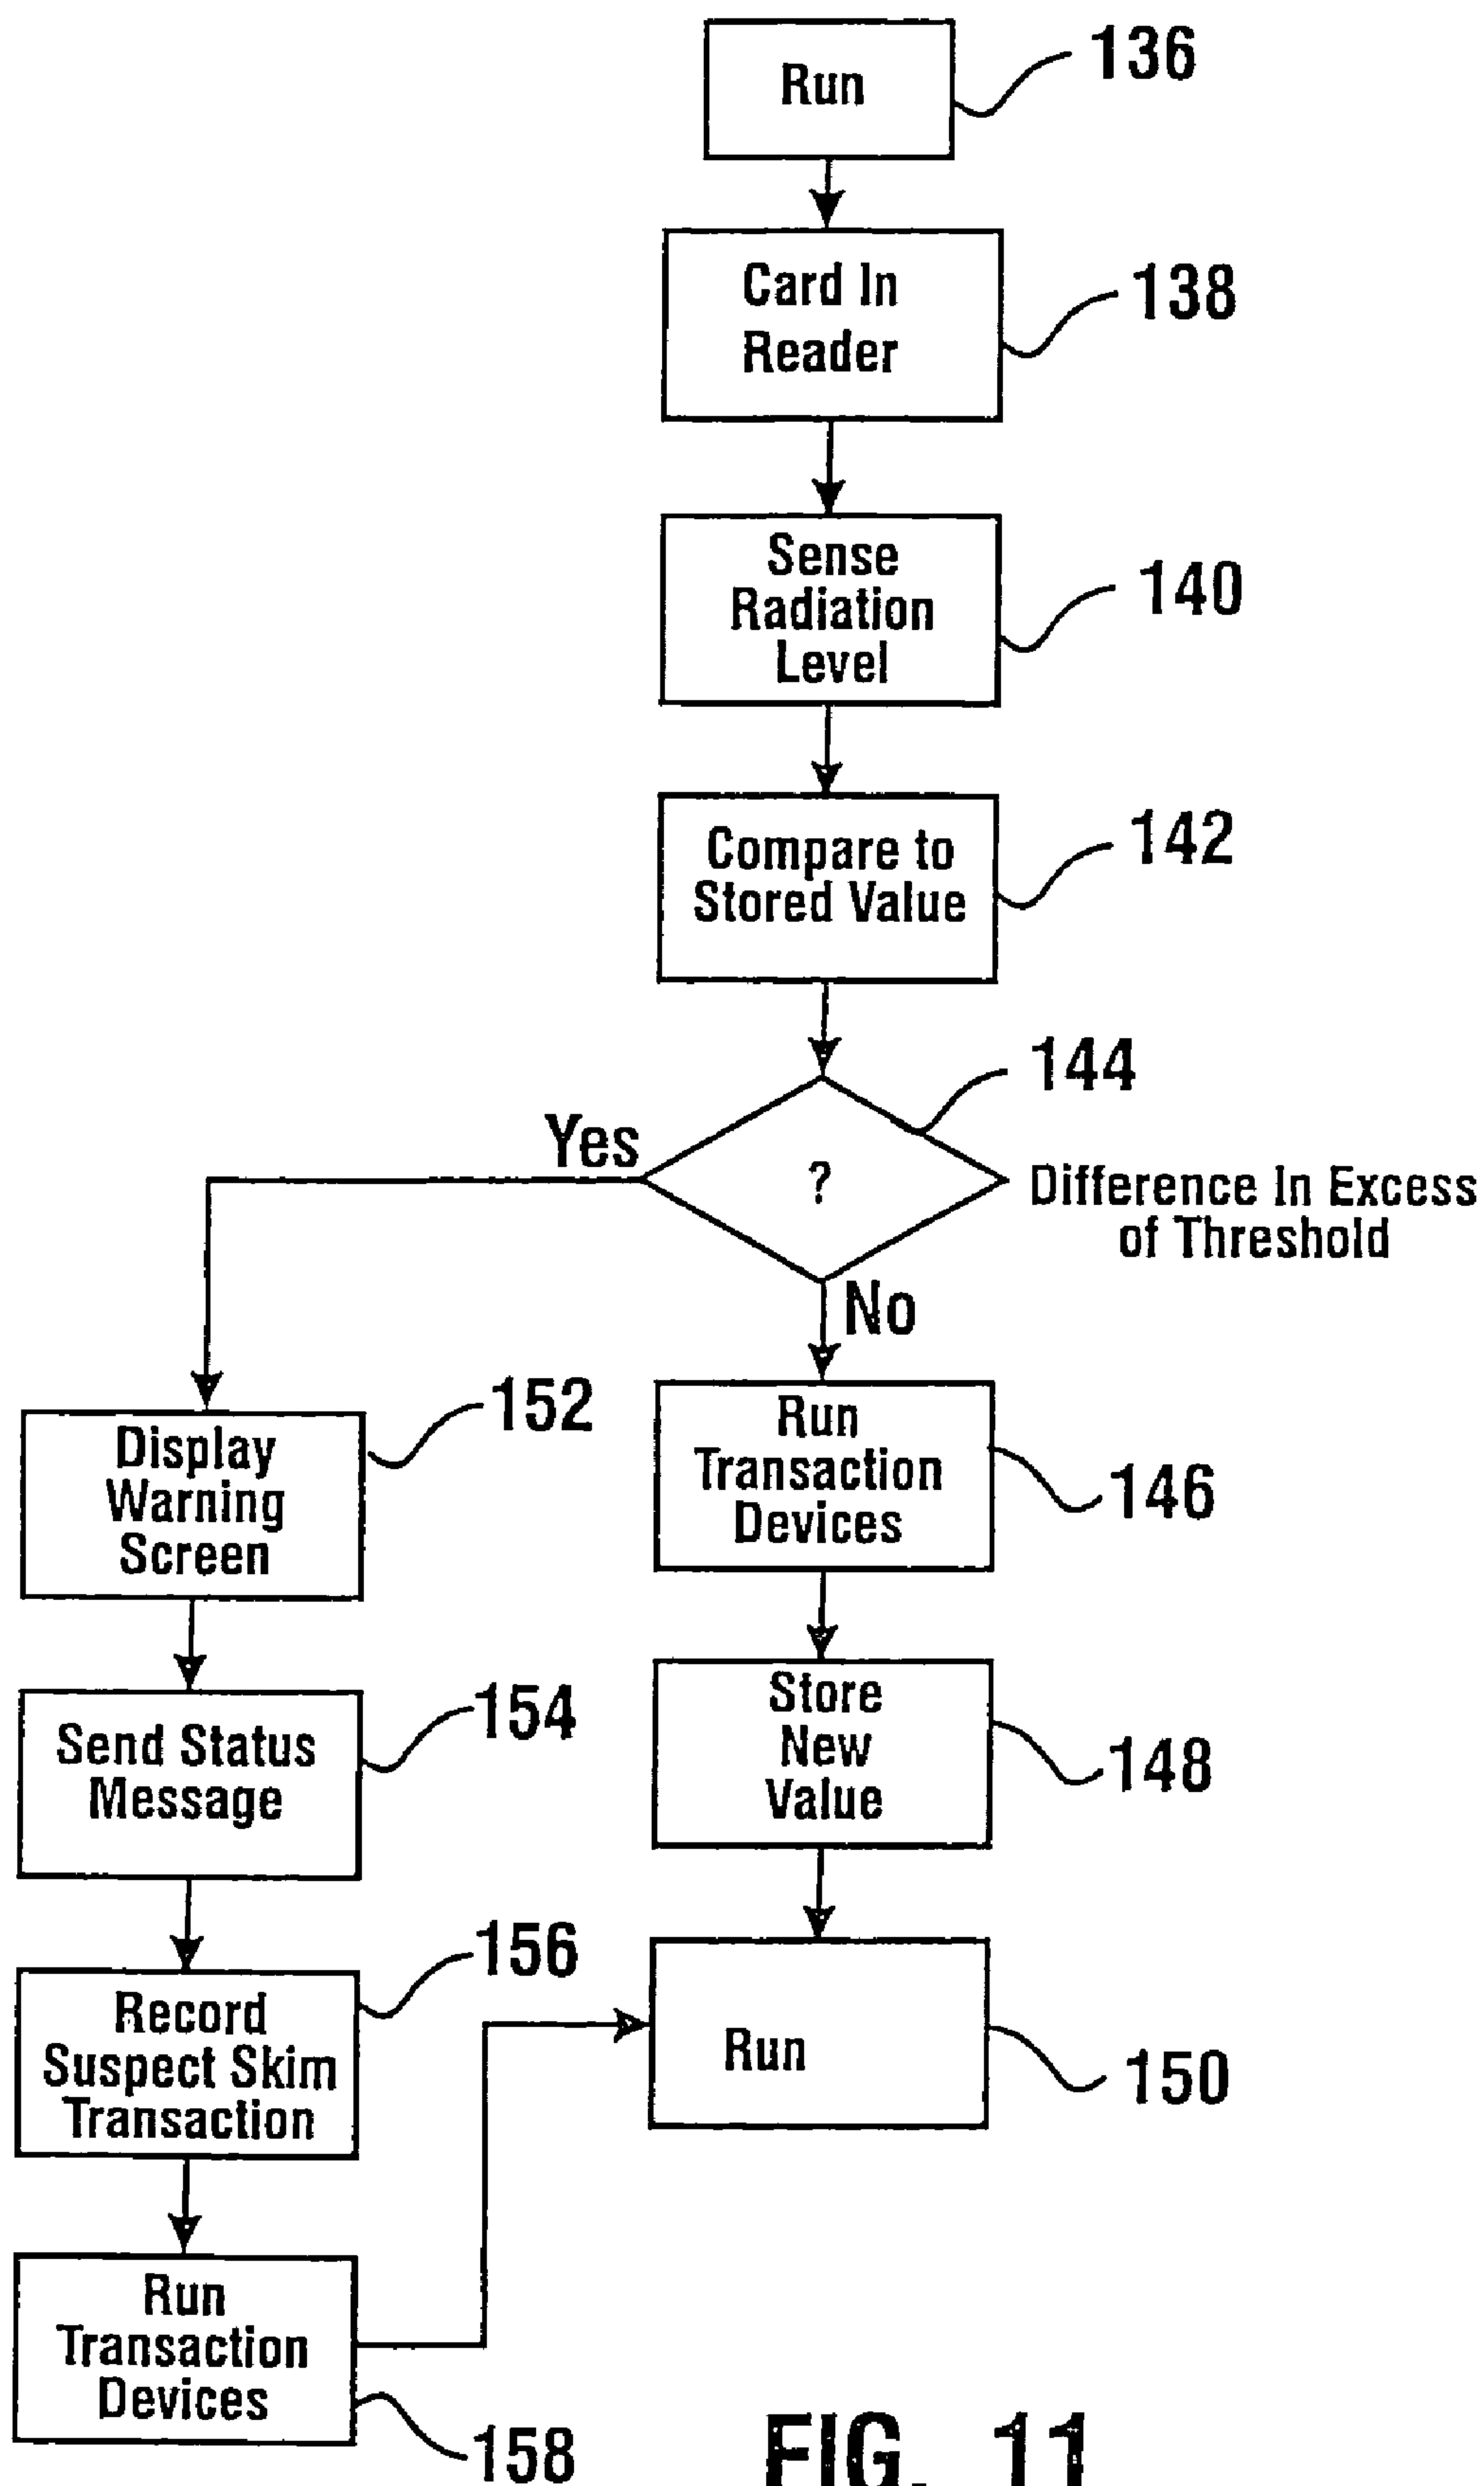 Run
136
Card In
Reader
138
Sense
Radiation
Level
140
Compare to
Stored Value
142
144
Yes
?
Difference In Excess
of Threshold
No
152
Display
Warning
Screen
Run
Transaction
Devices
146
154
Send Status
Message
Store
New
Value
148
156
Record
Suspect Skim
Transaction
Run
150
Run
Transaction
Devices
158
FIG. 11